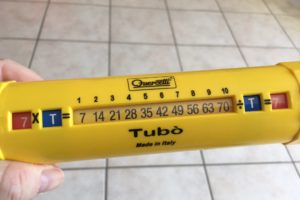 Quercetti
1 2 3 4 5 6 7 8 9 10
7 X T = 7 14 21 28 35 42 49 56 63 70 ÷ T =
Tubò
Made in Italy